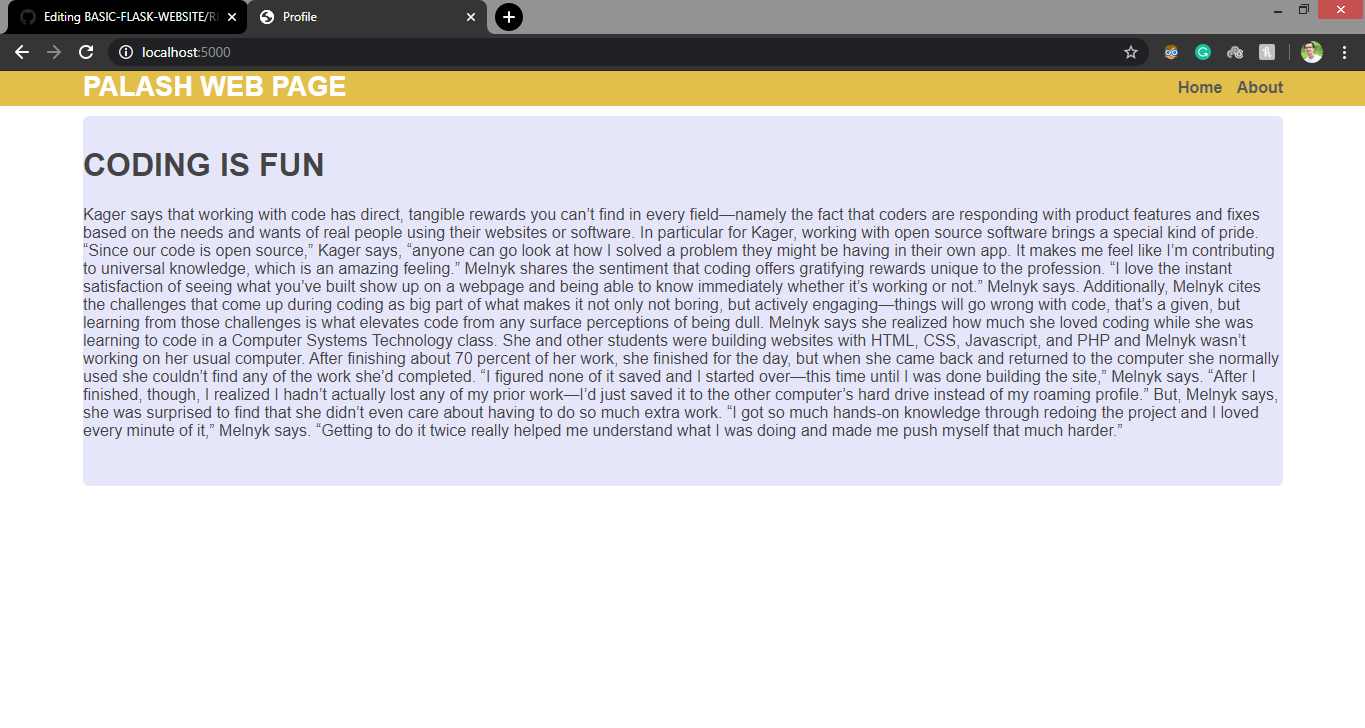 Editing BASIC-FLASK-WEBSITE/R
Profile
localhost:5000
PALASH WEB PAGE
Home About
CODING IS FUN
Kager says that working with code has direct, tangible rewards you can’t find in every field—namely the fact that coders are responding with product features and fixes
based on the needs and wants of real people using their websites or software. In particular for Kager, working with open source software brings a special kind of pride.
“Since our code is open source,” Kager says, “anyone can go look at how I solved a problem they might be having in their own app. It makes me feel like I’m contributing
to universal knowledge, which is an amazing feeling.” Melnyk shares the sentiment that coding offers gratifying rewards unique to the profession. “I love the instant
satisfaction of seeing what you’ve built show up on a webpage and being able to know immediately whether it’s working or not.” Melnyk says. Additionally, Melnyk cites
the challenges that come up during coding as big part of what makes it not only not boring, but actively engaging—things will go wrong with code, that’s a given, but
learning from those challenges is what elevates code from any surface perceptions of being dull. Melnyk says she realized how much she loved coding while she was
learning to code in a Computer Systems Technology class. She and other students were building websites with HTML, CSS, Javascript, and PHP and Melnyk wasn’t
working on her usual computer. After finishing about 70 percent of her work, she finished for the day, but when she came back and returned to the computer she normally
used she couldn’t find any of the work she’d completed. “I figured none of it saved and I started over—this time until I was done building the site,” Melnyk says. “After I
finished, though, I realized I hadn’t actually lost any of my prior work—I’d just saved it to the other computer’s hard drive instead of my roaming profile.” But, Melnyk says,
she was surprised to find that she didn’t even care about having to do so much extra work. “I got so much hands-on knowledge through redoing the project and I loved
every minute of it,” Melnyk says. “Getting to do it twice really helped me understand what I was doing and made me push myself that much harder.”